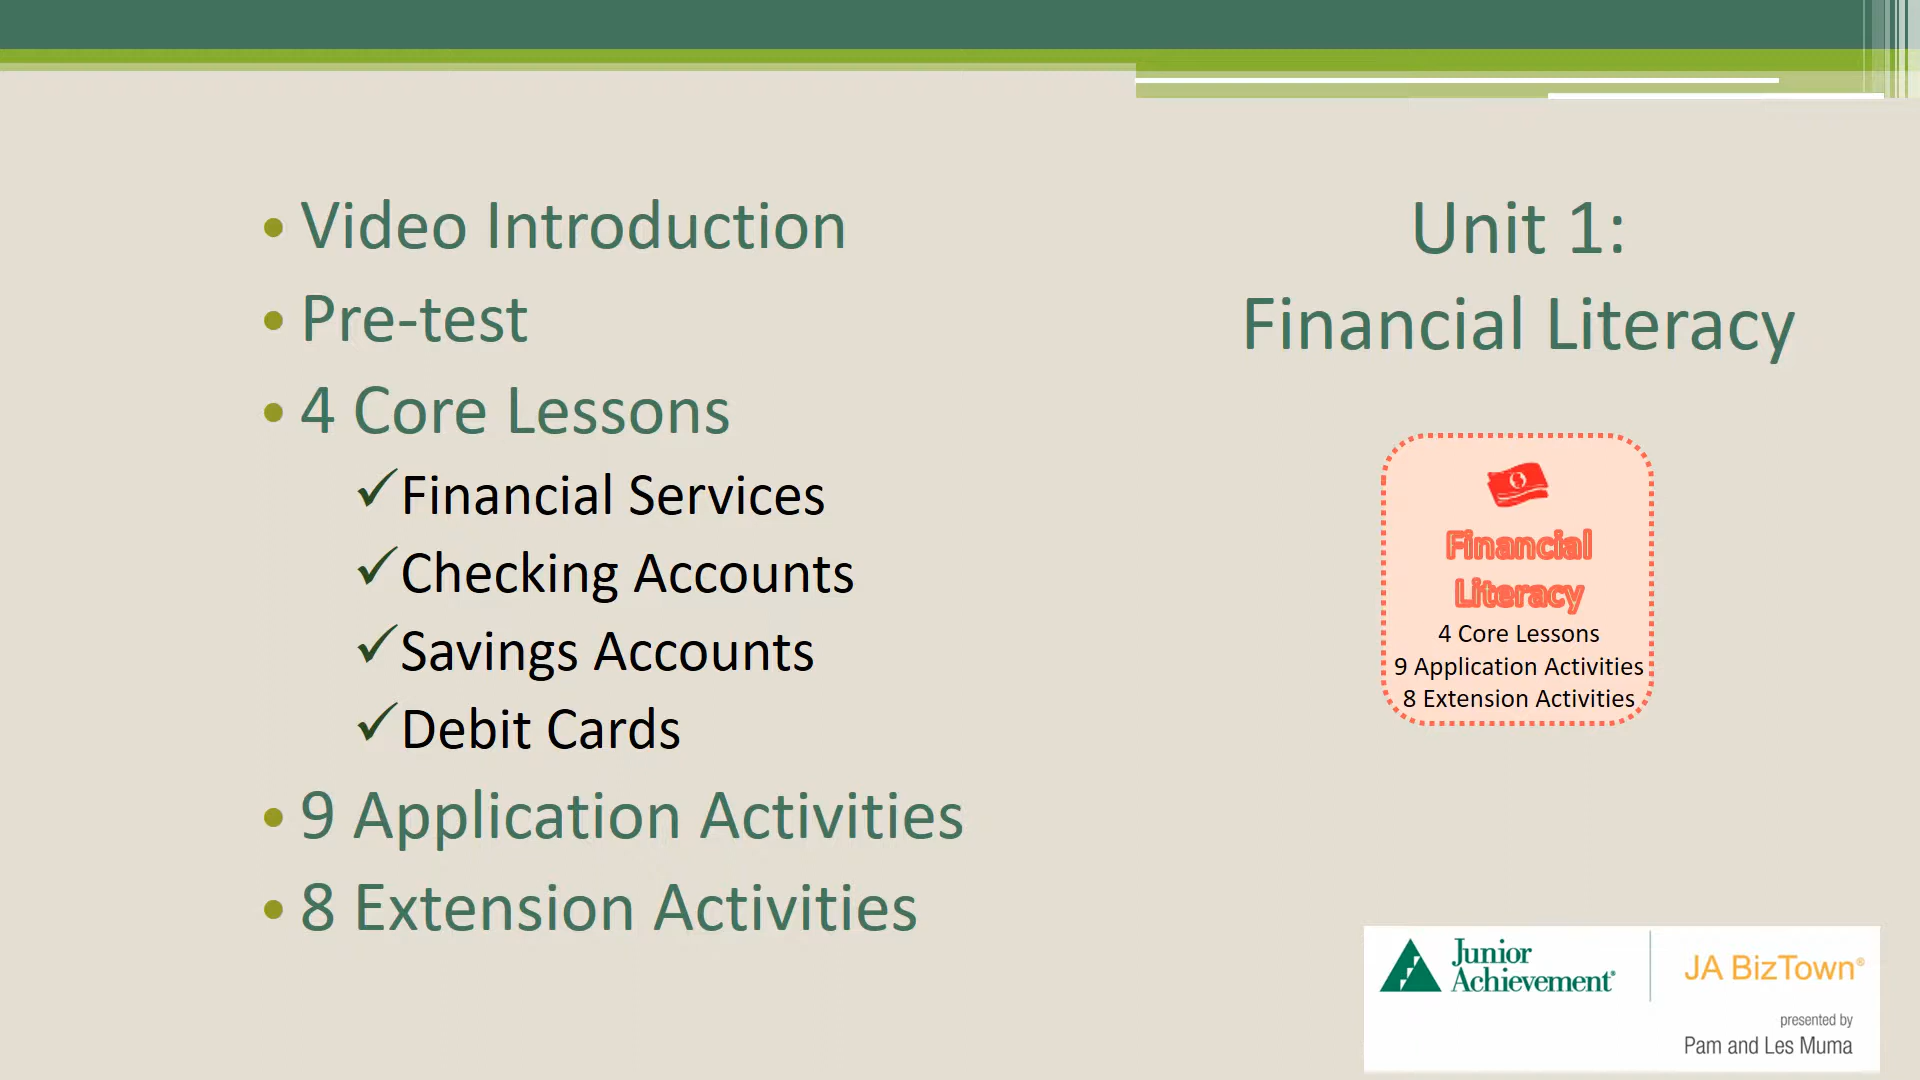 Video Introduction
Pre-test
4 Core Lessons
Financial Services
Checking Accounts
Savings Accounts
Debit Cards
9 Application Activities
8 Extension Activities
Unit 1:
Financial Literacy
Financial
Literacy
4 Core Lessons
9 Application Activities
8 Extension Activities
Junior
Achievement®
JA BizTown®
presented by
Pam and Les Muma